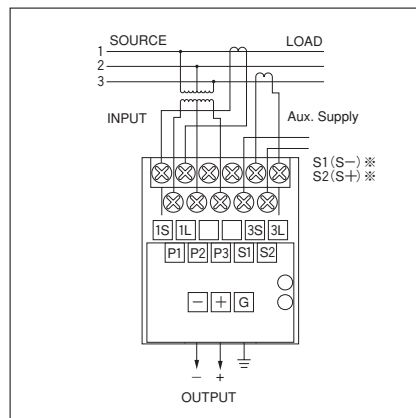 SOURCE LOAD
1
2
3
INPUT
Aux. Supply
S1(S−)※
S2(S+)※
1S 1L 3S 3L
P1 P2 P3 S1 S2
− + G
− +
OUTPUT